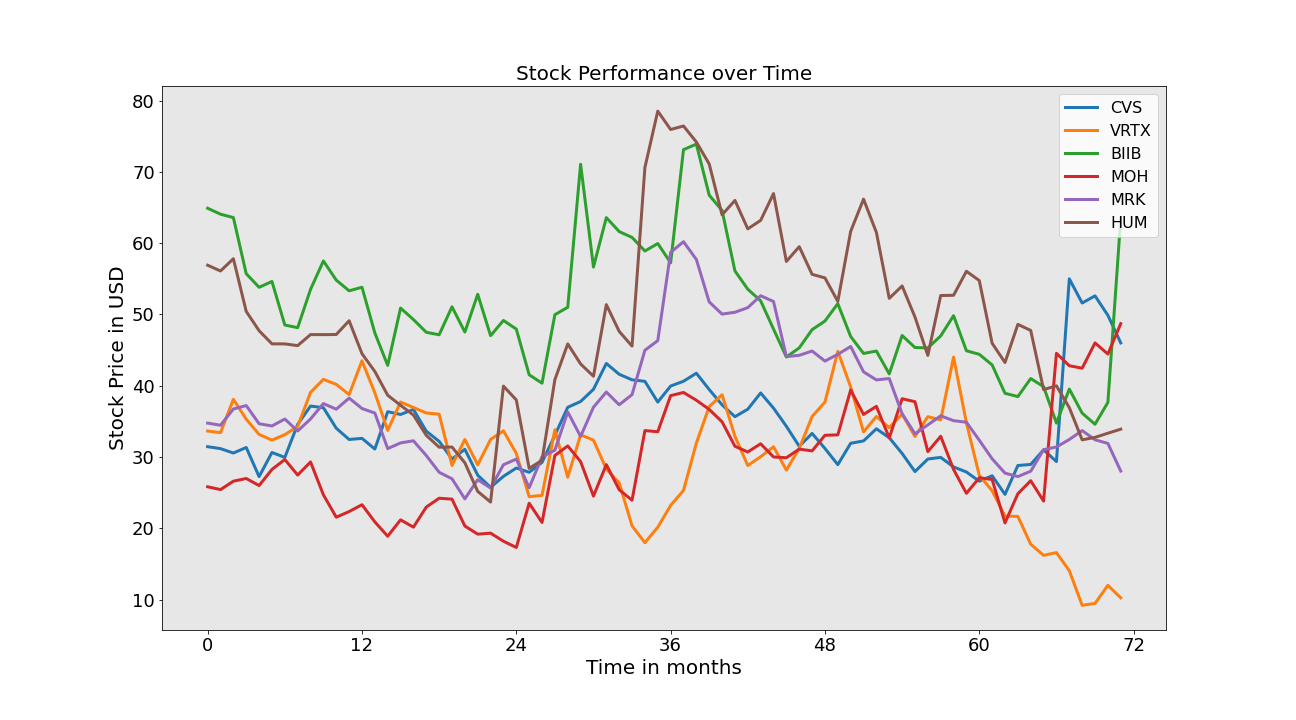 Stock Performance over Time
Stock Price in USD
80
70
60
50
40
30
20
10
0 12 24 36 48 60 72
Time in months
CVS
VRTX
BIIB
MOH
MRK
HUM